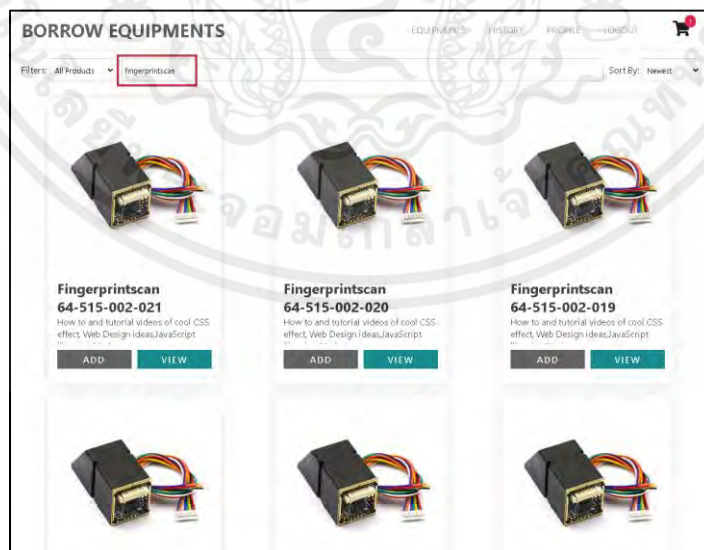 BORROW EQUIPMENTS EQUIPMENTS HISTORY PROFILE LOGOUT
Filters: All Products fingerprintscan Sort By: Newest
Fingerprintscan Fingerprintscan Fingerprintscan
64-515-002-021 64-515-002-020 64-515-002-019
How to and tutorial videos of cool CSS How to and tutorial videos of cool CSS How to and tutorial videos of cool CSS
effect, Web Design ideas,JavaScript effect, Web Design ideas,JavaScript effect, Web Design ideas,JavaScript
ADD VIEW ADD VIEW ADD VIEW